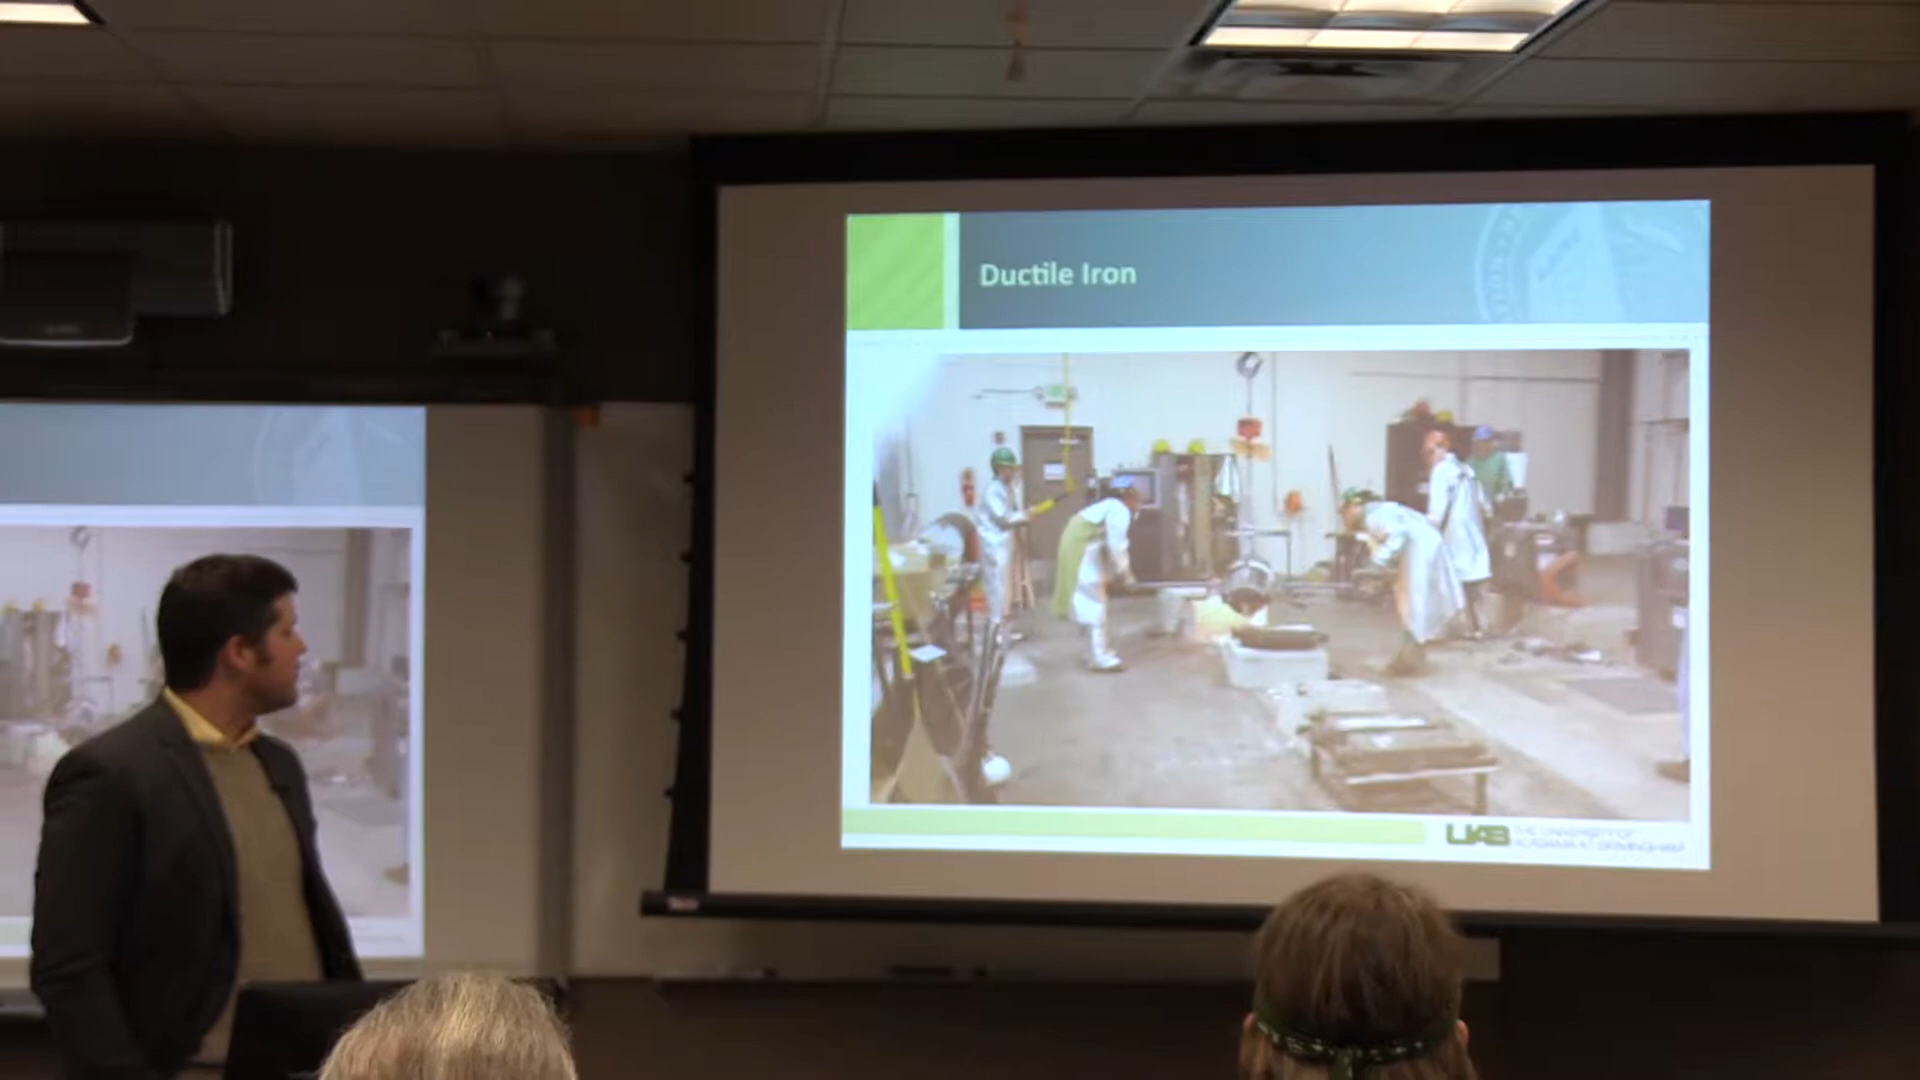 Ductile Iron
UAB THE UNIVERSITY OF
ALABAMA AT BIRMINGHAM